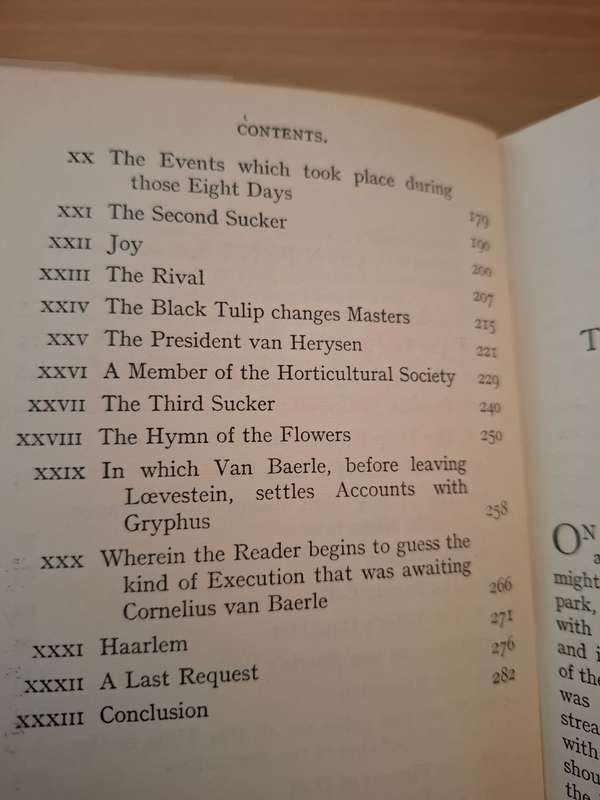 CONTENTS.
XX The Events which took place during
those Eight Days 179
XXI The Second Sucker 190
XXII Joy 200
XXIII The Rival 207
XXIV The Black Tulip changes Masters 215
XXV The President van Herysen 221
XXVI A Member of the Horticultural Society 229
XXVII The Third Sucker 240
XXVIII The Hymn of the Flowers 250
XXIX In which Van Baerle, before leaving
Lœvestein, settles Accounts with
Gryphus 258
XXX Wherein the Reader begins to guess the
kind of Execution that was awaiting
Cornelius van Baerle 266
XXXI Haarlem 271
XXXII A Last Request 276
XXXIII Conclusion 282
T
ON
a
might
park,
with
and i
of the
was
strea
with
shou
the